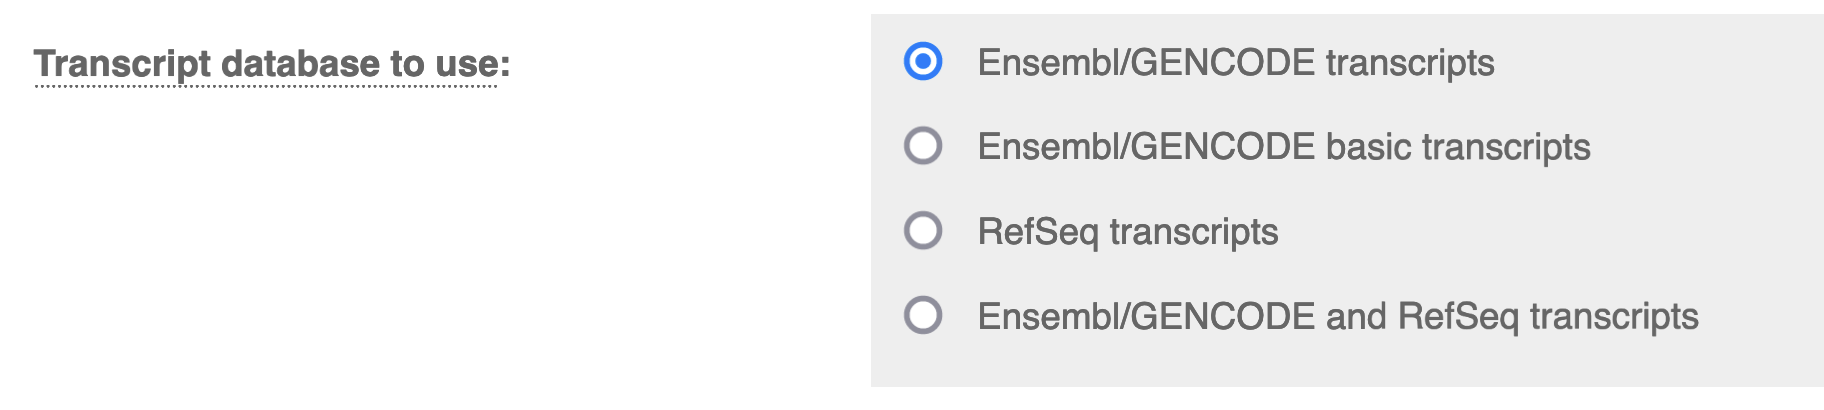 Transcript database to use:
Ensembl/GENCODE transcripts
Ensembl/GENCODE basic transcripts
RefSeq transcripts
Ensembl/GENCODE and RefSeq transcripts